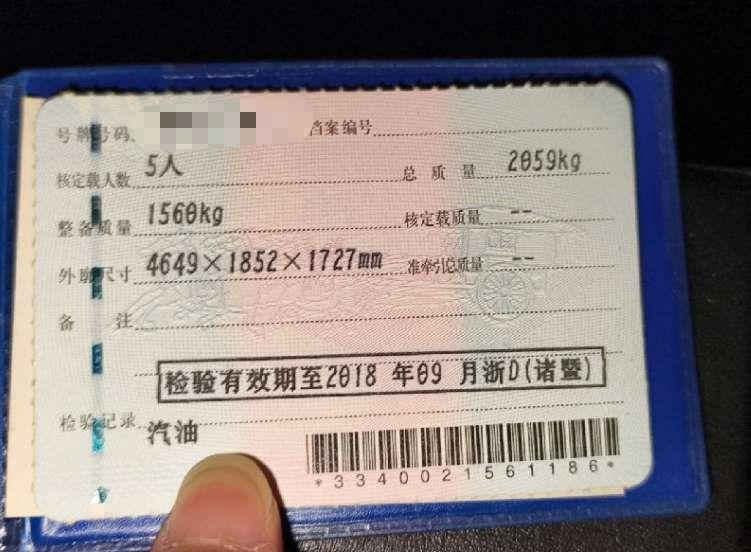 号牌号码 档案编号
核定载人数 5人 总质量 2059kg
整备质量 1560kg 核定载质量 --
外廓尺寸 4649×1852×1727mm 准牵引总质量 --
备注
检验有效期至2018 年09 月浙D(诸暨)
检验记录
汽油
*3340021561186*